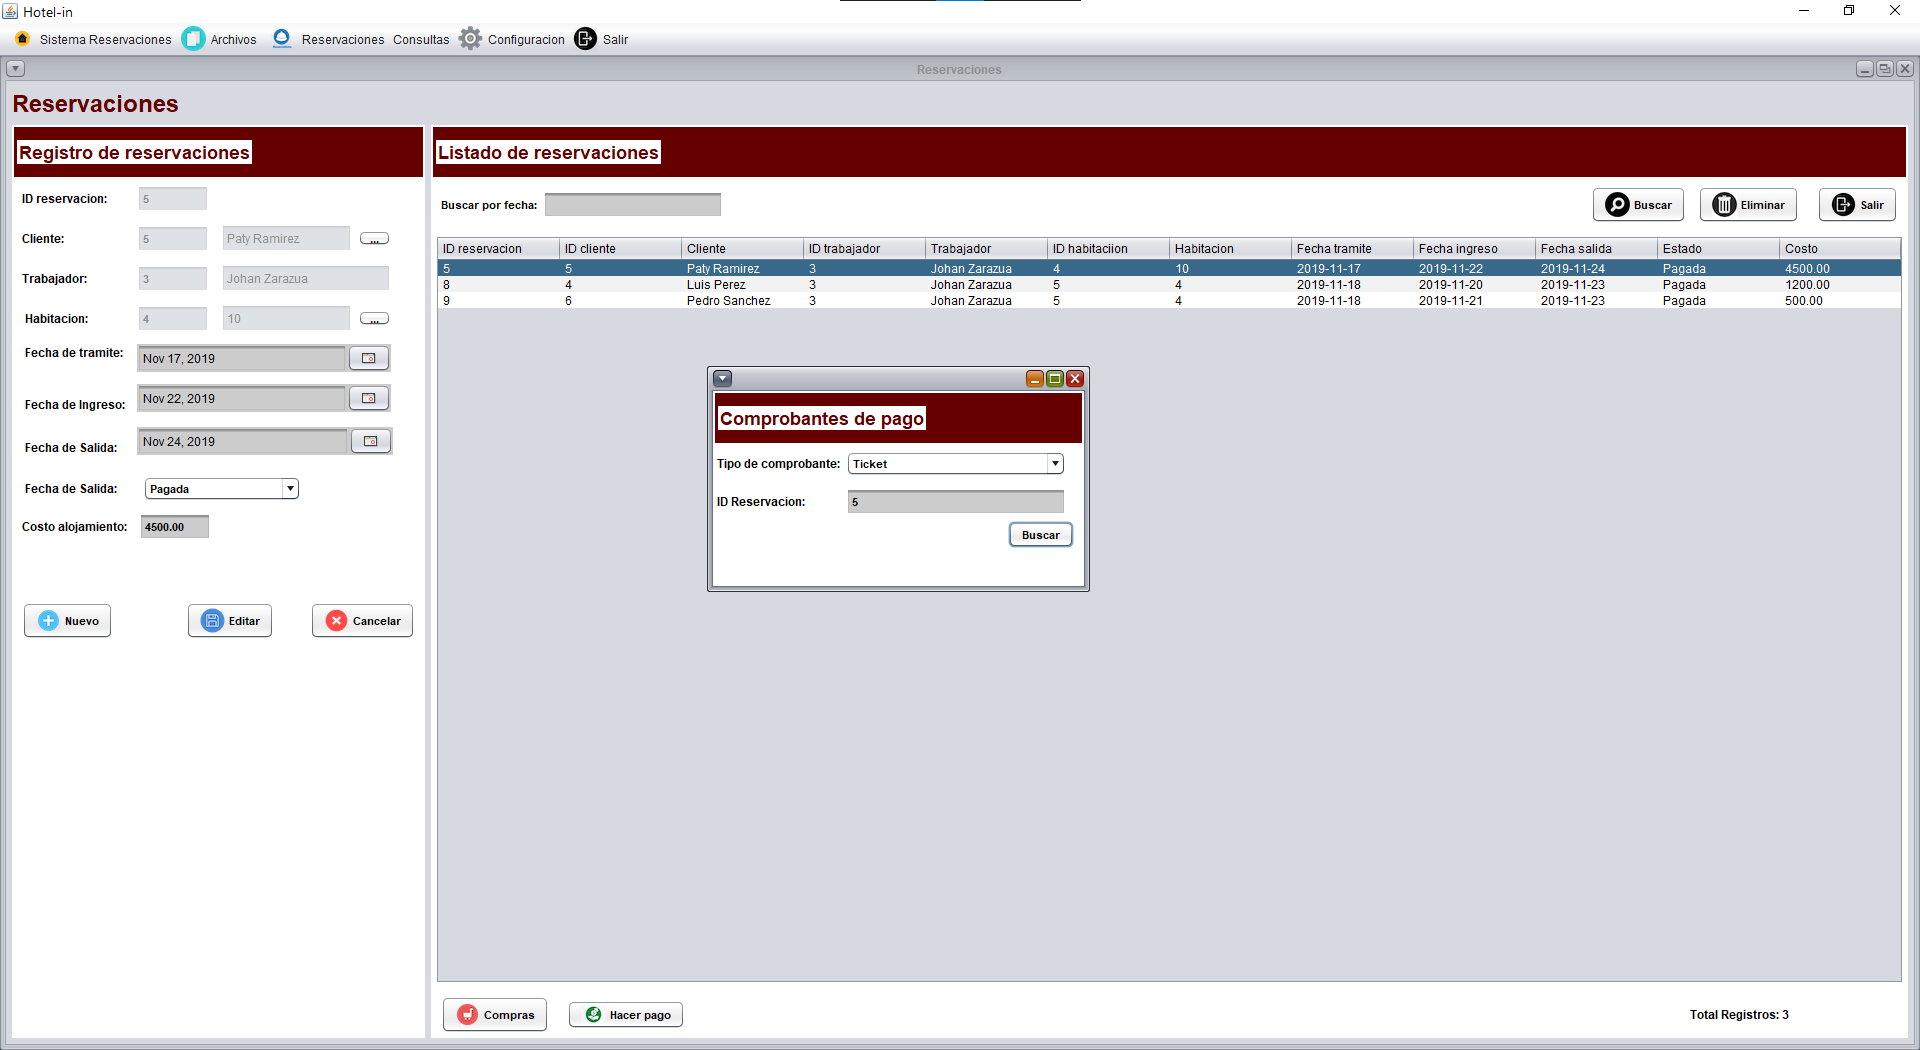 Hotel-in
Sistema Reservaciones Archivos Reservaciones Consultas Configuracion Salir
Reservaciones
Reservaciones
Registro de reservaciones
ID reservacion: 5
Cliente: 5 Paty Ramirez ...
Trabajador: 3 Johan Zarazua
Habitacion: 4 10 ...
Fecha de tramite: Nov 17, 2019
Fecha de Ingreso: Nov 22, 2019
Fecha de Salida: Nov 24, 2019
Fecha de Salida: Pagada
Costo alojamiento: 4500.00
Nuevo Editar Cancelar
Listado de reservaciones
Buscar por fecha: Buscar Eliminar Salir
ID reservacion ID cliente Cliente ID trabajador Trabajador ID habitaciion Habitacion Fecha tramite Fecha ingreso Fecha salida Estado Costo
5 5 Paty Ramirez 3 Johan Zarazua 4 10 2019-11-17 2019-11-22 2019-11-24 Pagada 4500.00
8 4 Luis Perez 3 Johan Zarazua 5 4 2019-11-18 2019-11-20 2019-11-23 Pagada 1200.00
9 6 Pedro Sanchez 3 Johan Zarazua 5 4 2019-11-18 2019-11-21 2019-11-23 Pagada 500.00
Comprobantes de pago
Tipo de comprobante: Ticket
ID Reservacion: 5
Buscar
Compras Hacer pago Total Registros: 3